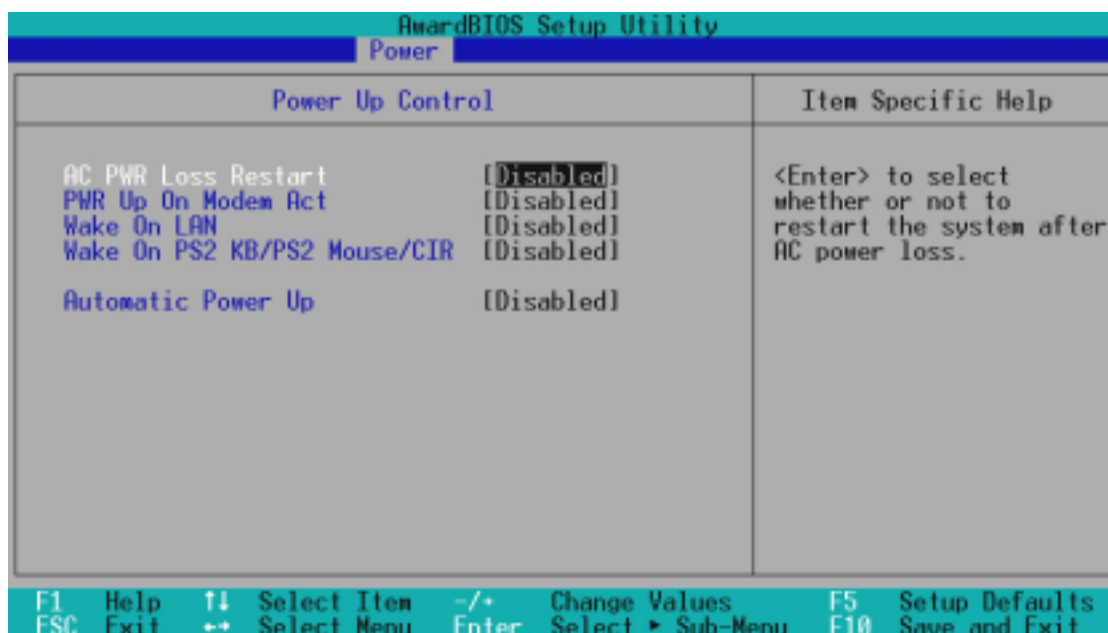 AwardBIOS Setup Utility
Power
Power Up Control
Item Specific Help
AC PWR Loss Restart [Disabled]
PWR Up On Modem Act [Disabled]
Wake On LAN [Disabled]
Wake On PS2 KB/PS2 Mouse/CIR [Disabled]
Automatic Power Up [Disabled]
<Enter> to select
whether or not to
restart the system after
AC power loss.
F1 Help ↑↓ Select Item -/+ Change Values F5 Setup Defaults
ESC Exit ←→ Select Menu Enter Select ► Sub-Menu F10 Save and Exit